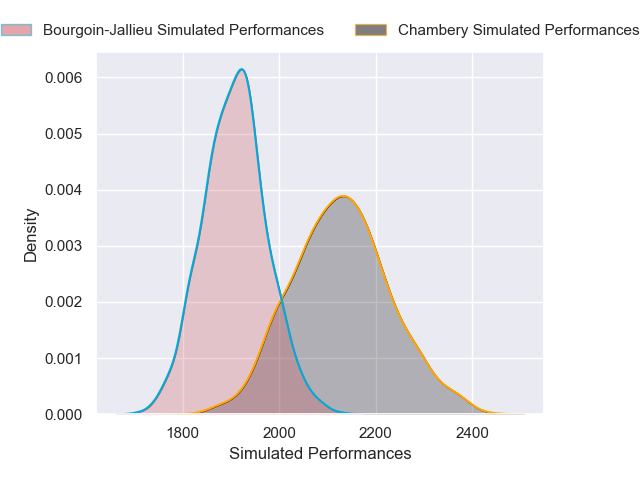 Bourgoin-Jallieu Simulated Performances
Chambery Simulated Performances
0.006
0.005
0.004
0.003
0.002
0.001
0.000
Density
1800 2000 2200 2400
Simulated Performances